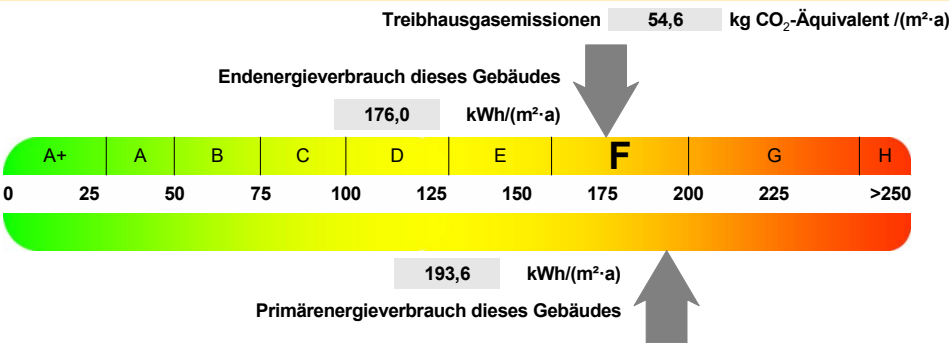 Treibhausgasemissionen 54,6 kg CO₂-Äquivalent /(m²·a)
Endenergieverbrauch dieses Gebäudes
176,0 kWh/(m²·a)
A+ A B C D E F G H
0 25 50 75 100 125 150 175 200 225 >250
193,6 kWh/(m²·a)
Primärenergieverbrauch dieses Gebäudes